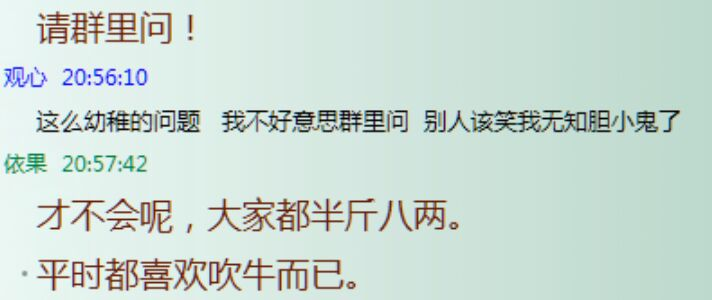 请群里问！
观心 20:56:10
这么幼稚的问题 我不好意思群里问 别人该笑我无知胆小鬼了
依果 20:57:42
才不会呢，大家都半斤八两。
平时都喜欢吹牛而已。